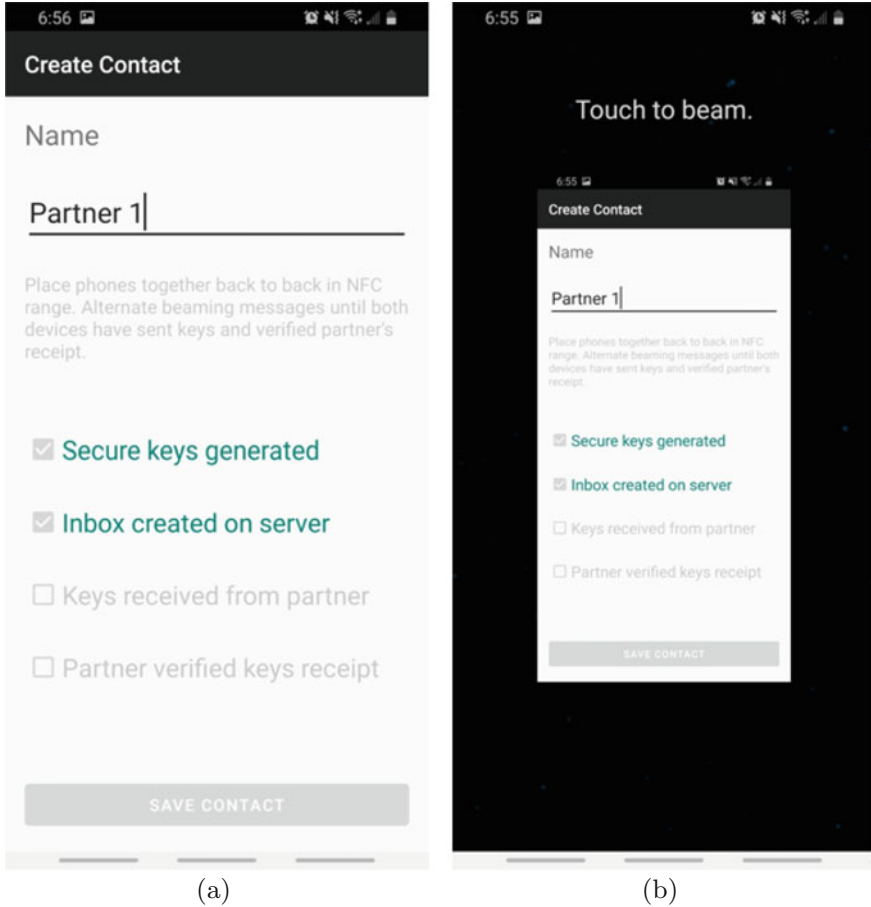 6:56
Create Contact
Name
Partner 1
Place phones together back to back in NFC
range. Alternate beaming messages until both
devices have sent keys and verified partner's
receipt.
Secure keys generated
Inbox created on server
Keys received from partner
Partner verified keys receipt
SAVE CONTACT
(a)
6:55
Touch to beam.
6:55
Create Contact
Name
Partner 1
Place phones together back to back in NFC
range. Alternate beaming messages until both
devices have sent keys and verified partner's
receipt.
Secure keys generated
Inbox created on server
Keys received from partner
Partner verified keys receipt
SAVE CONTACT
(b)